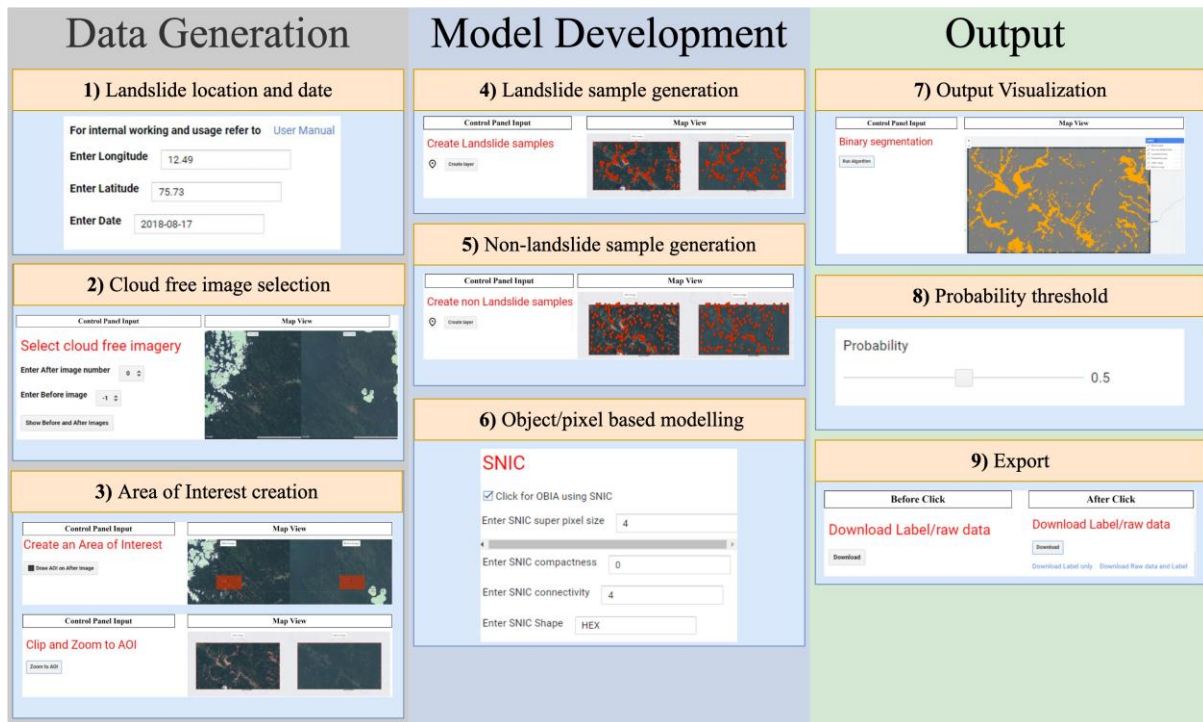 Data Generation
1) Landslide location and date
For internal working and usage refer to User Manual
Enter Longitude 12.49
Enter Latitude 75.73
Enter Date 2018-08-17
2) Cloud free image selection
Control Panel Input Map View
Select cloud free imagery
Enter After image number 0
Enter Before image -1
Show Before and After Images
3) Area of Interest creation
Control Panel Input Map View
Create an Area of Interest
Draw AOI on After Image
Control Panel Input Map View
Clip and Zoom to AOI
Zoom to AOI
Model Development
4) Landslide sample generation
Control Panel Input Map View
Create Landslide samples
Create layer
5) Non-landslide sample generation
Control Panel Input Map View
Create non Landslide samples
Create layer
6) Object/pixel based modelling
SNIC
Click for OBIA using SNIC
Enter SNIC super pixel size 4
Enter SNIC compactness 0
Enter SNIC connectivity 4
Enter SNIC Shape HEX
Output
7) Output Visualization
Control Panel Input Map View
Binary segmentation
Run Algorithm
8) Probability threshold
Probability
0.5
9) Export
Before Click After Click
Download Label/raw data Download Label/raw data
Download Download
Download Label only Download Raw data and Label